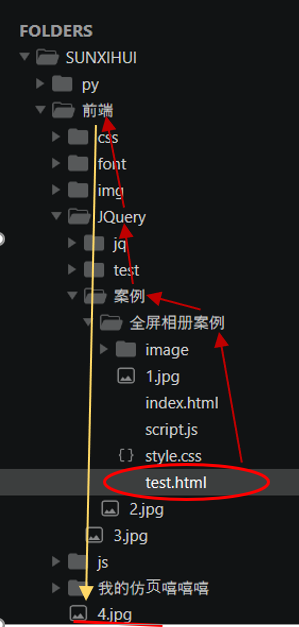 FOLDERS
SUNXIHUI
py
前端
css
font
img
JQuery
jq
test
案例
全屏相册案例
image
1.jpg
index.html
script.js
{} style.css
test.html
2.jpg
3.jpg
js
我的仿页嘻嘻嘻
4.jpg